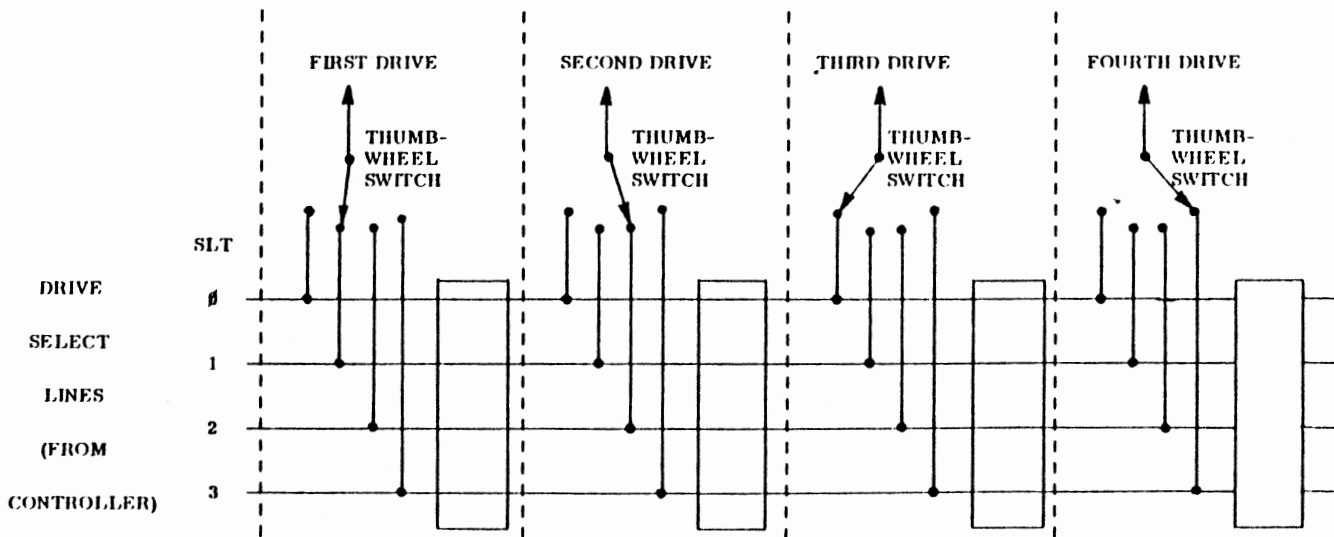 FIRST DRIVE
SECOND DRIVE
THIRD DRIVE
FOURTH DRIVE
THUMB-
WHEEL
SWITCH
THUMB-
WHEEL
SWITCH
THUMB-
WHEEL
SWITCH
THUMB-
WHEEL
SWITCH
SLT
DRIVE
SELECT
LINES
(FROM
CONTROLLER)
Ø
1
2
3